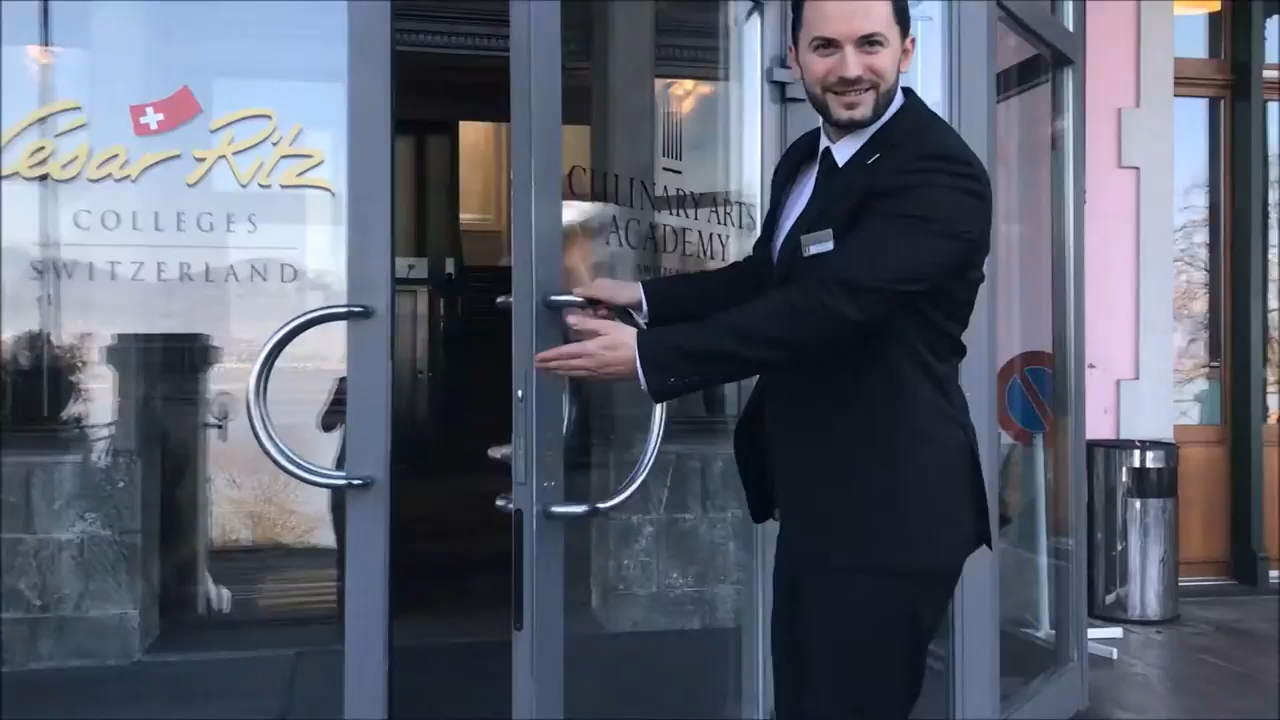 César Ritz
COLLEGES
SWITZERLAND
CULINARY ARTS
ACADEMY